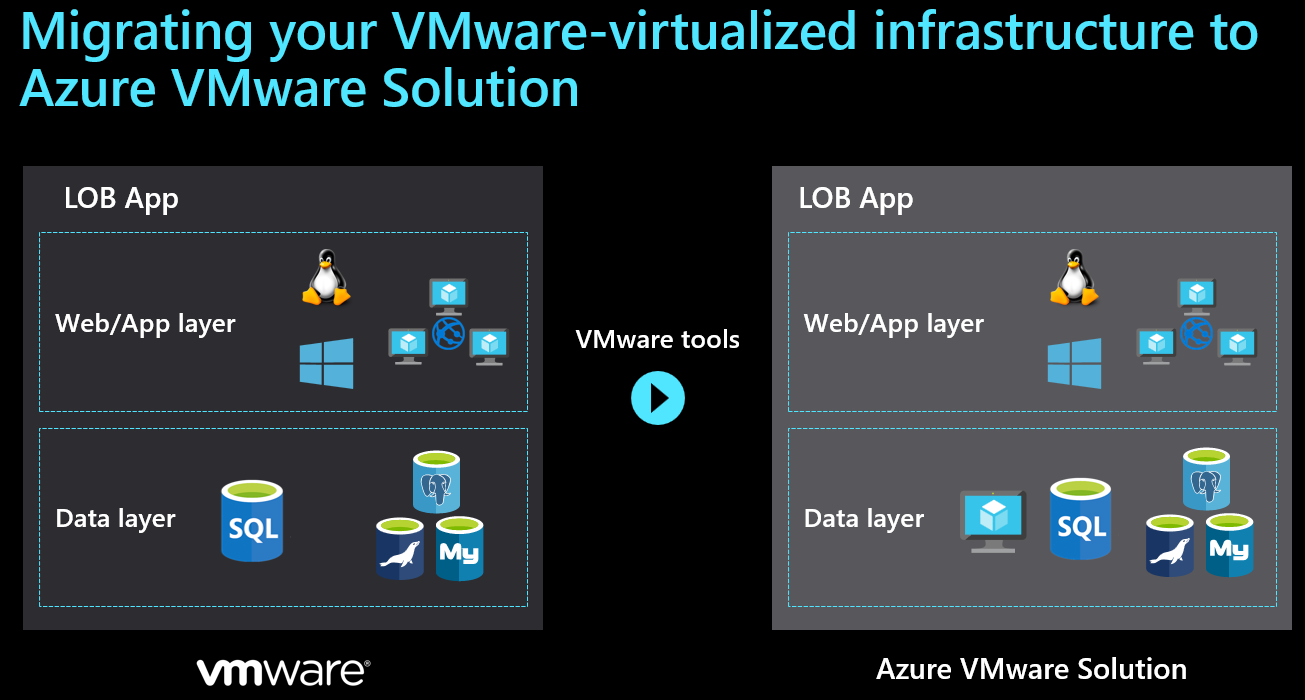 Migrating your VMware-virtualized infrastructure to
Azure VMware Solution
LOB App
Web/App layer
Data layer
SQL
My
vmware®
VMware tools
LOB App
Web/App layer
Data layer
SQL
My
Azure VMware Solution